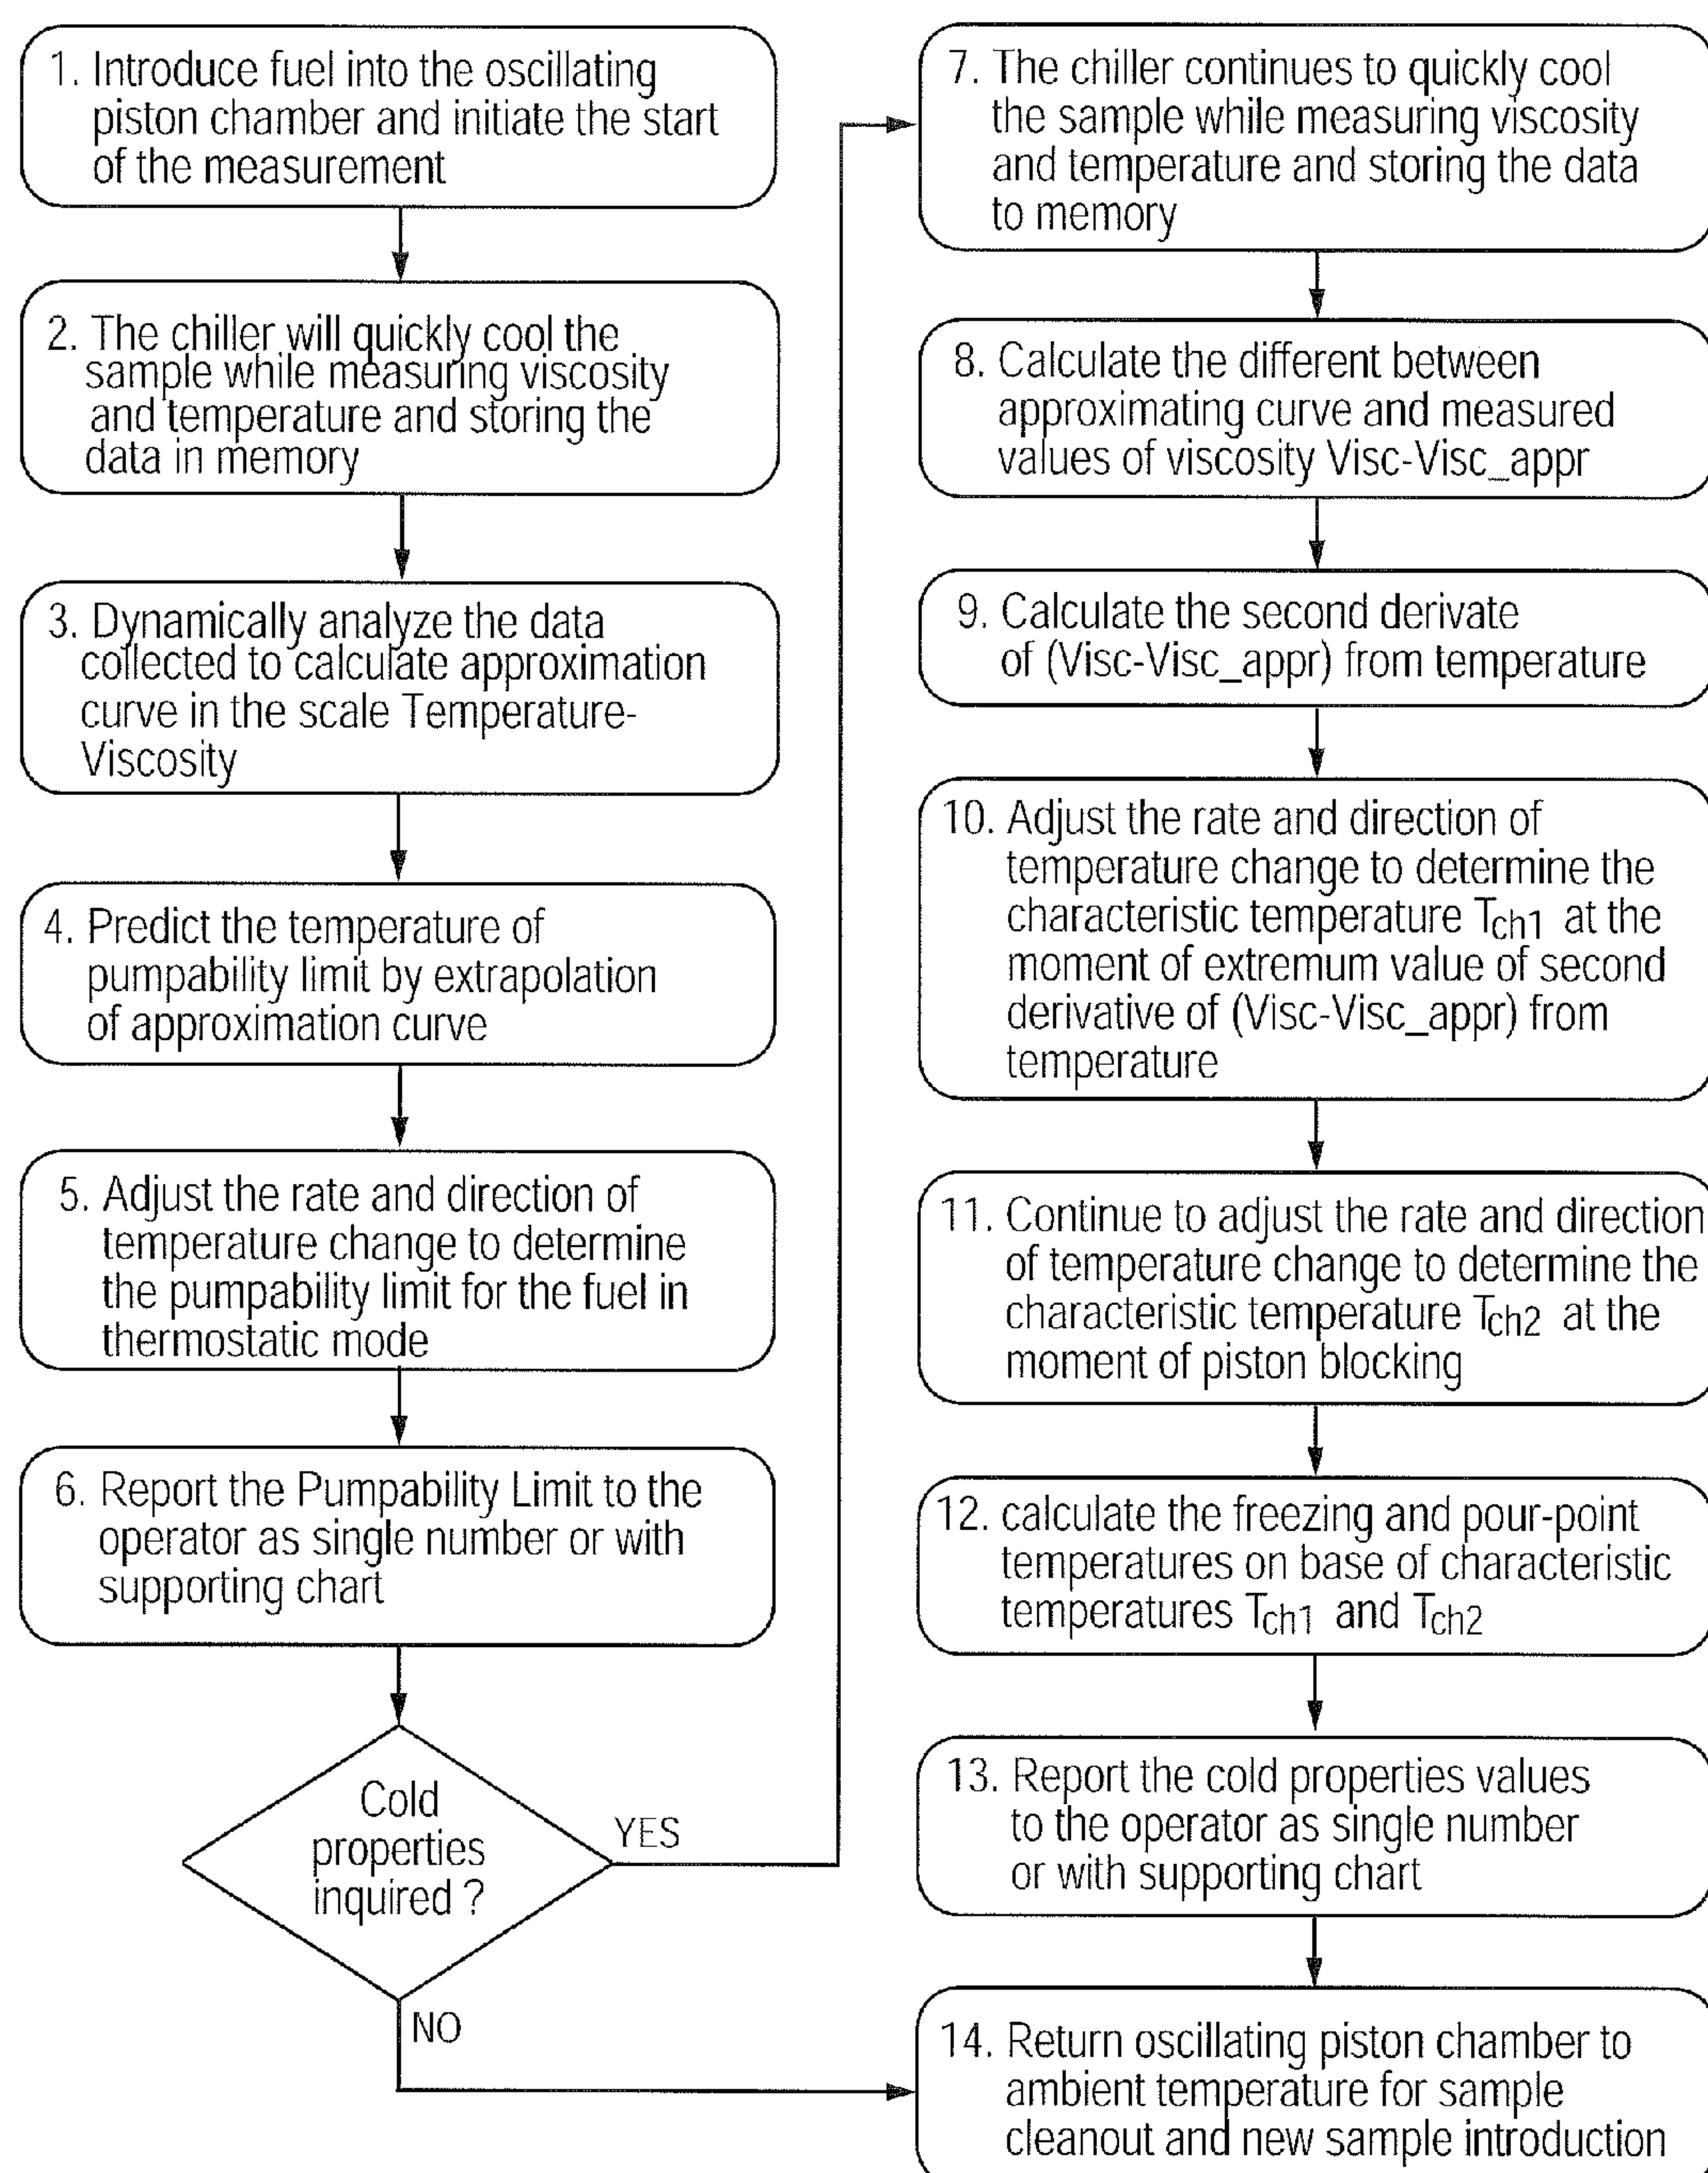 1. Introduce fuel into the oscillating
piston chamber and initiate the start
of the measurement
2. The chiller will quickly cool the
sample while measuring viscosity
and temperature and storing the
data in memory
3. Dynamically analyze the data
collected to calculate approximation
curve in the scale Temperature-
Viscosity
4. Predict the temperature of
pumpability limit by extrapolation
of approximation curve
5. Adjust the rate and direction of
temperature change to determine
the pumpability limit for the fuel in
thermostatic mode
6. Report the Pumpability Limit to the
operator as single number or with
supporting chart
Cold
properties
inquired ?
YES
NO
7. The chiller continues to quickly cool
the sample while measuring viscosity
and temperature and storing the data
to memory
8. Calculate the different between
approximating curve and measured
values of viscosity Visc-Visc_appr
9. Calculate the second derivate
of (Visc-Visc_appr) from temperature
10. Adjust the rate and direction of
temperature change to determine the
characteristic temperature Tch1 at the
moment of extremum value of second
derivative of (Visc-Visc_appr) from
temperature
11. Continue to adjust the rate and direction
of temperature change to determine the
characteristic temperature Tch2 at the
moment of piston blocking
12. calculate the freezing and pour-point
temperatures on base of characteristic
temperatures Tch1 and Tch2
13. Report the cold properties values
to the operator as single number
or with supporting chart
14. Return oscillating piston chamber to
ambient temperature for sample
cleanout and new sample introduction